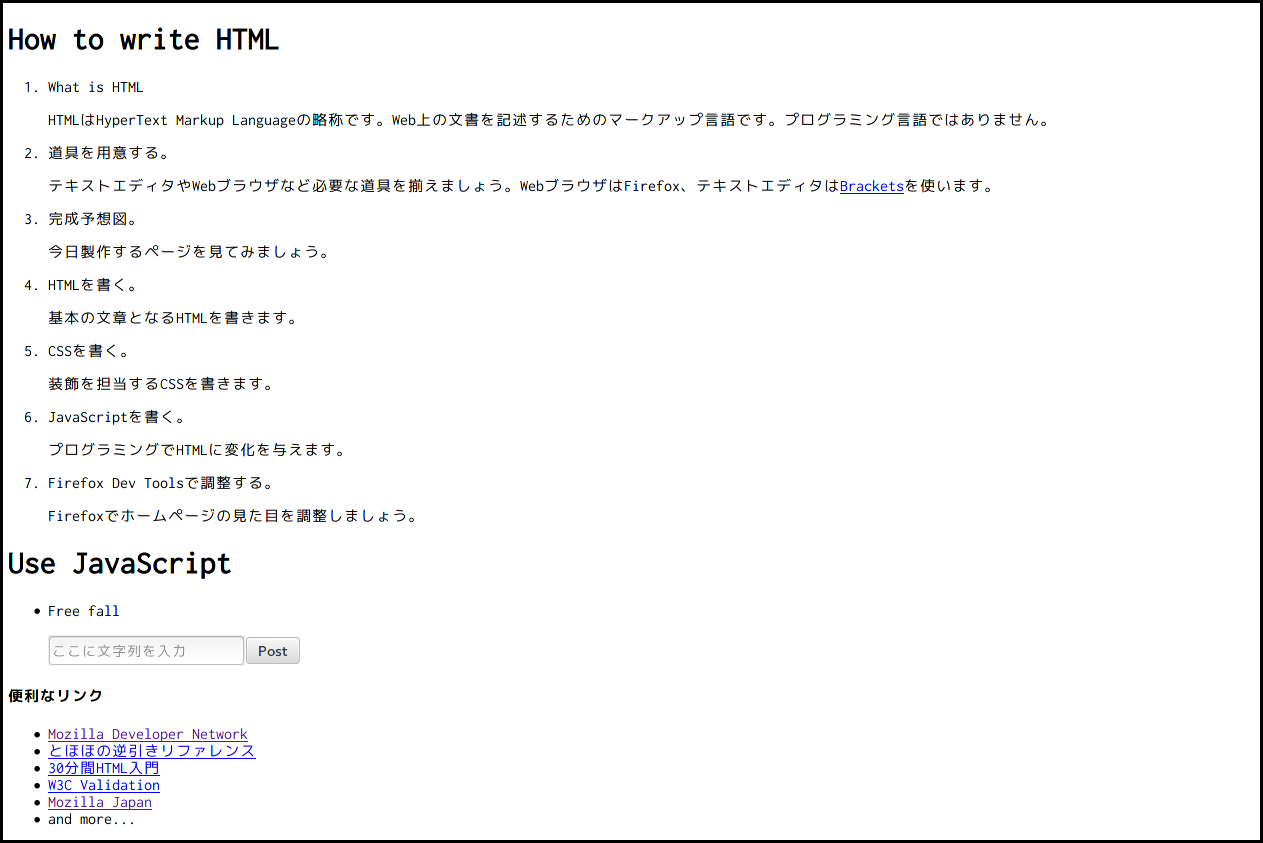 How to write HTML
1. What is HTML
HTMLはHyperText Markup Languageの略称です。Web上の文書を記述するためのマークアップ言語です。プログラミング言語ではありません。
2. 道具を用意する。
テキストエディタやWebブラウザなど必要な道具を揃えましょう。WebブラウザはFirefox、テキストエディタはBracketsを使います。
3. 完成予想図。
今日製作するページを見てみましょう。
4. HTMLを書く。
基本の文章となるHTMLを書きます。
5. CSSを書く。
装飾を担当するCSSを書きます。
6. JavaScriptを書く。
プログラミングでHTMLに変化を与えます。
7. Firefox Dev Toolsで調整する。
Firefoxでホームページの見た目を調整しましょう。
Use JavaScript
• Free fall
ここに文字列を入力 Post
便利なリンク
• Mozilla Developer Network
• とほほの逆引きリファレンス
• 30分間HTML入門
• W3C Validation
• Mozilla Japan
• and more...